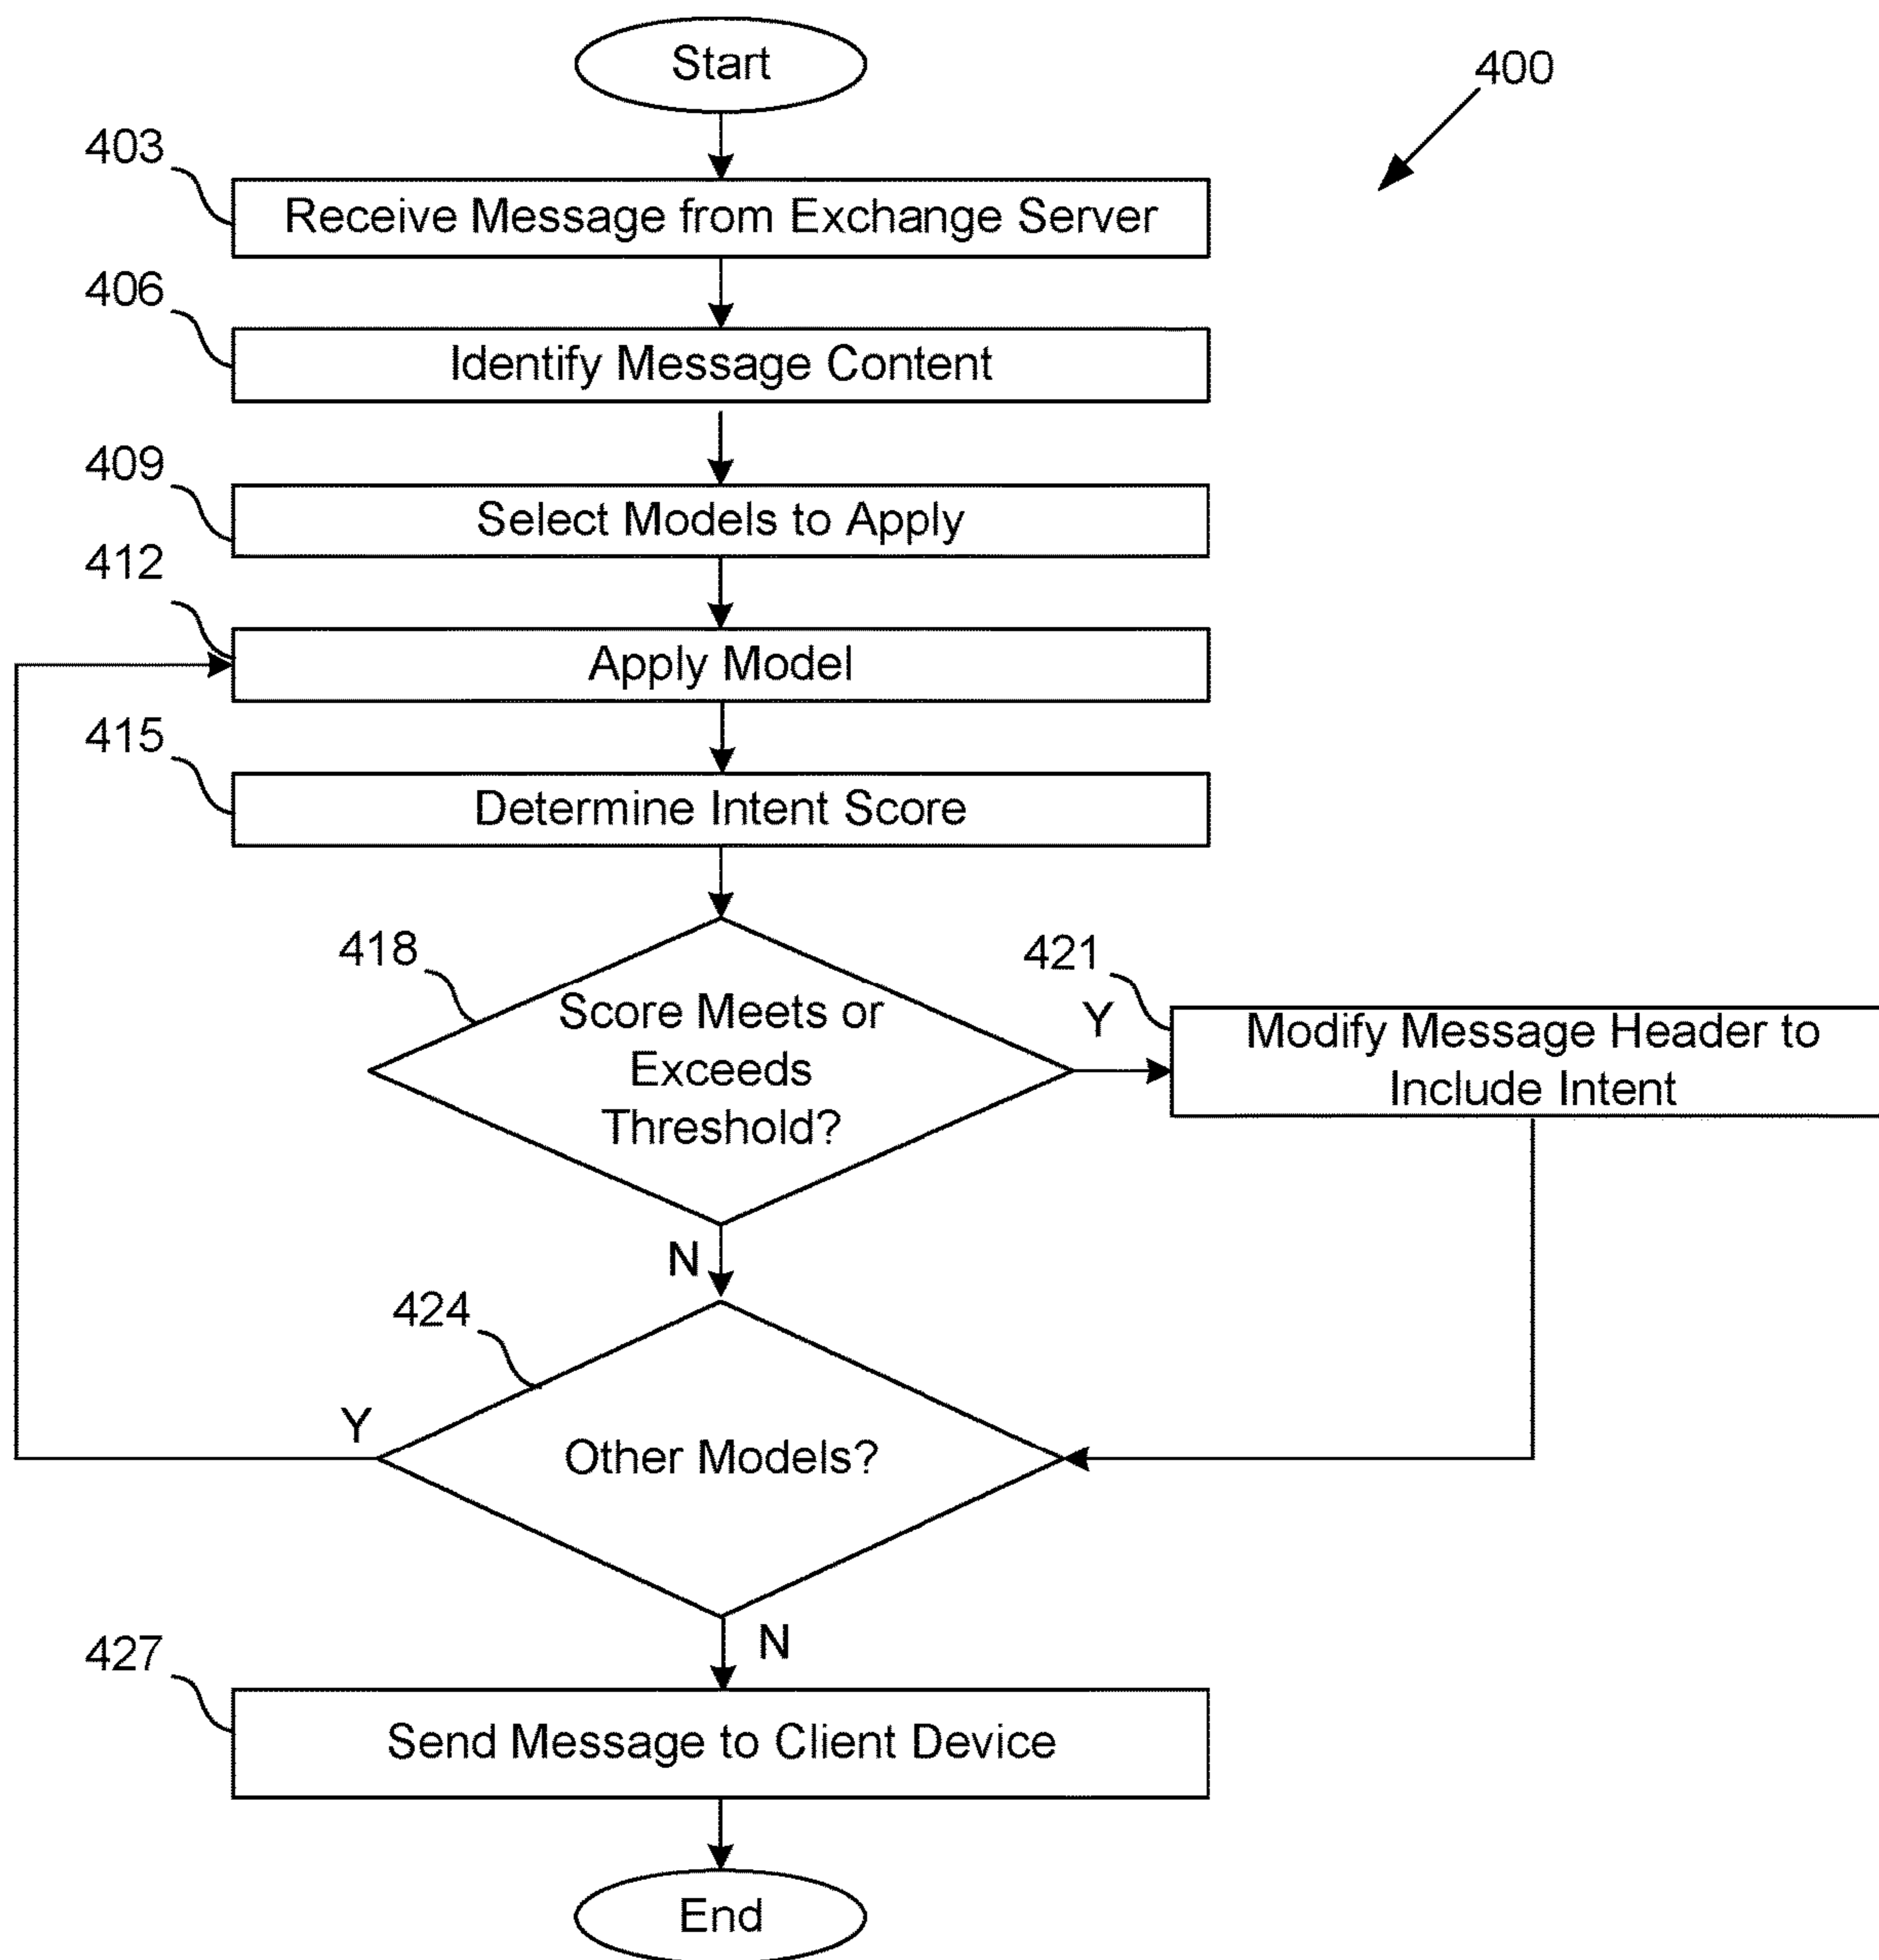 Start
400
403
Receive Message from Exchange Server
406
Identify Message Content
409
Select Models to Apply
412
Apply Model
415
Determine Intent Score
418
Score Meets or
Exceeds
Threshold?
Y
421
Modify Message Header to
Include Intent
N
424
Y
Other Models?
N
427
Send Message to Client Device
End